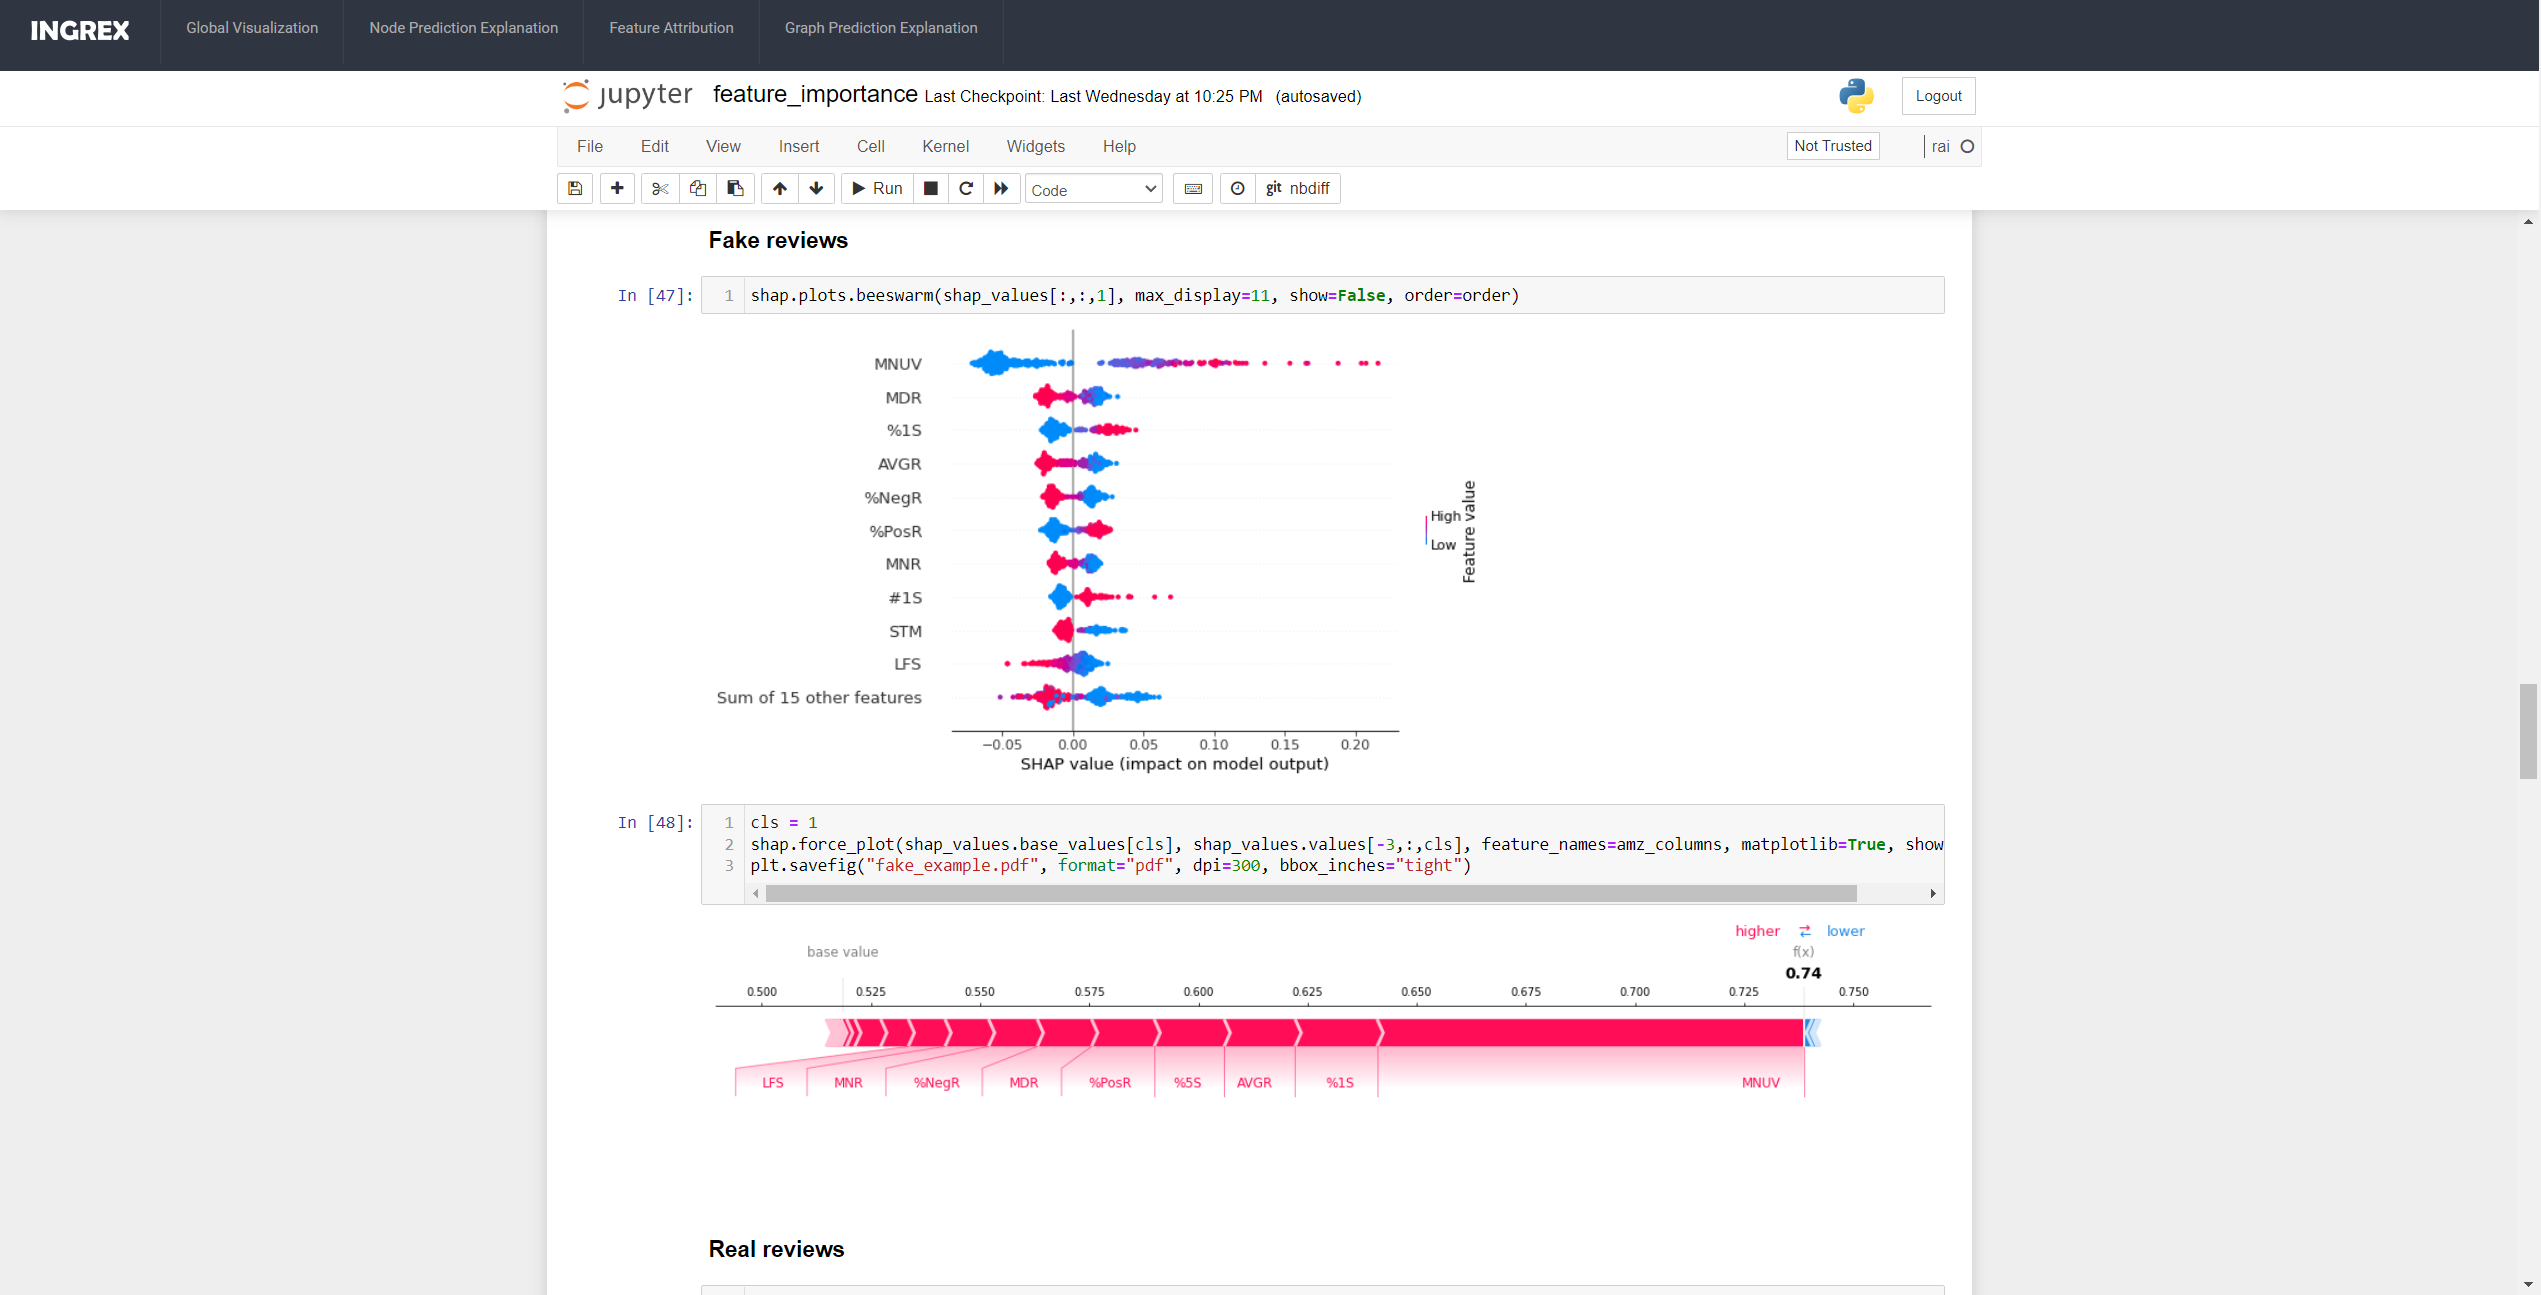 INGREX Global Visualization Node Prediction Explanation Feature Attribution Graph Prediction Explanation
jupyter feature_importance Last Checkpoint: Last Wednesday at 10:25 PM (autosaved) Logout
File Edit View Insert Cell Kernel Widgets Help Not Trusted rai
Run Code git nbdiff
Fake reviews
In [47]: 1 shap.plots.beeswarm(shap_values[:,:,1], max_display=11, show=False, order=order)
MNUV
MDR
%1S
AVGR
%NegR
%PosR
MNR
#1S
STM
LFS
Sum of 15 other features
High
Low
Feature value
−0.05 0.00 0.05 0.10 0.15 0.20
SHAP value (impact on model output)
In [48]: 1 cls = 1
2 shap.force_plot(shap_values.base_values[cls], shap_values.values[-3,:,cls], feature_names=amz_columns, matplotlib=True, show
3 plt.savefig("fake_example.pdf", format="pdf", dpi=300, bbox_inches="tight")
higher ⇄ lower
base value f(x)
0.74
0.500 0.525 0.550 0.575 0.600 0.625 0.650 0.675 0.700 0.725 0.750
LFS MNR %NegR MDR %PosR %5S AVGR %1S MNUV
Real reviews